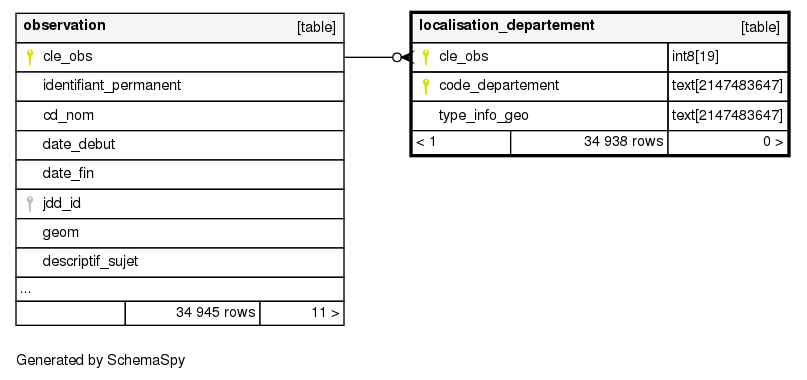 observation [table]
cle_obs
identifiant_permanent
cd_nom
date_debut
date_fin
jdd_id
geom
descriptif_sujet
...
34 945 rows 11 >
localisation_departement [table]
cle_obs int8[19]
code_departement text[2147483647]
type_info_geo text[2147483647]
< 1 34 938 rows 0 >
Generated by SchemaSpy